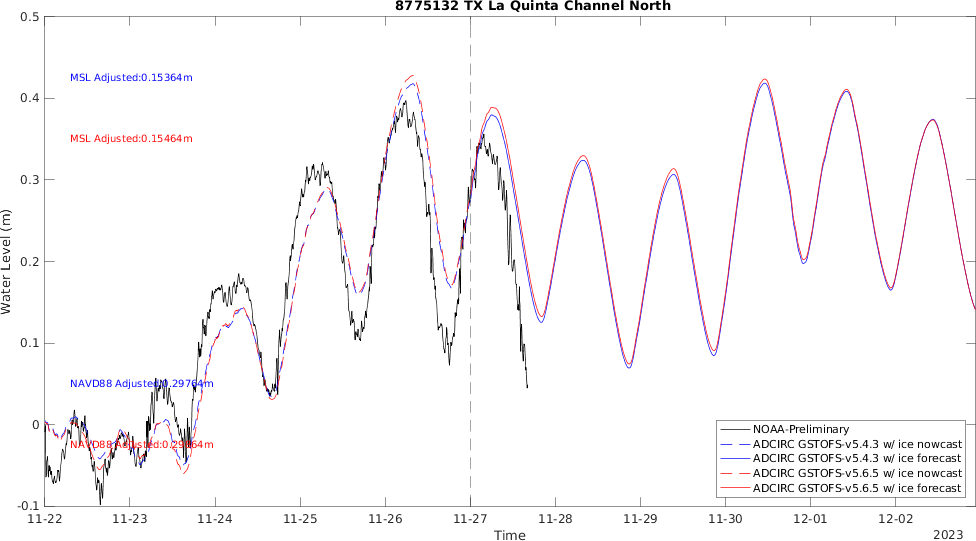 8775132 TX La Quinta Channel North
0.5
0.4
0.3
0.2
0.1
0
-0.1
Water Level (m)
MSL Adjusted:0.15364m
MSL Adjusted:0.15464m
NAVD88 Adjusted:0.29764m
NAVD88 Adjusted:0.29864m
NOAA-Preliminary
ADCIRC GSTOFS-v5.4.3 w/ ice nowcast
ADCIRC GSTOFS-v5.4.3 w/ ice forecast
ADCIRC GSTOFS-v5.6.5 w/ ice nowcast
ADCIRC GSTOFS-v5.6.5 w/ ice forecast
11-22 11-23 11-24 11-25 11-26 11-27 11-28 11-29 11-30 12-01 12-02
Time
2023